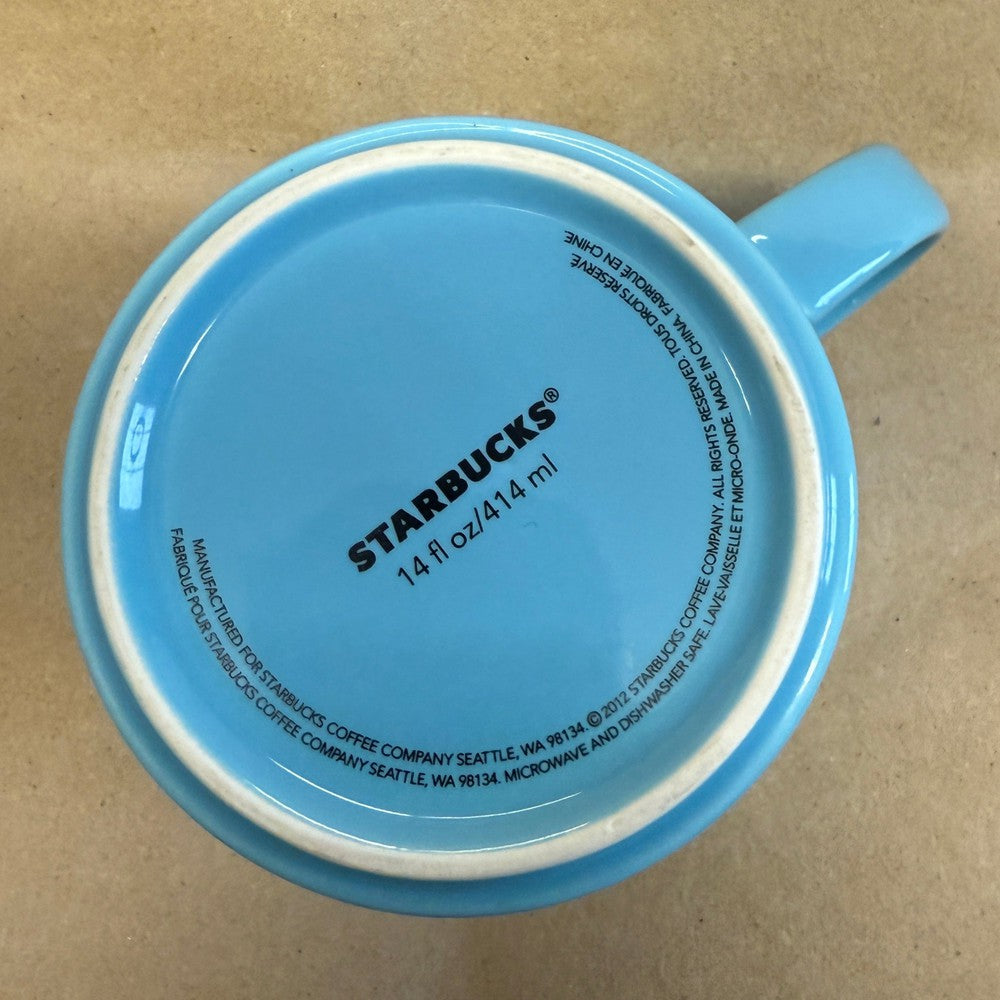 STARBUCKS®
14 fl oz/414 ml
MANUFACTURED FOR STARBUCKS COFFEE COMPANY SEATTLE, WA 98134. © 2012 STARBUCKS COFFEE COMPANY. ALL RIGHTS RESERVED. TOUS DROITS RÉSERVÉ.
FABRIQUÉ POUR STARBUCKS COFFEE COMPANY SEATTLE, WA 98134. MICROWAVE AND DISHWASHER SAFE. LAVE-VAISSELLE ET MICRO-ONDE. MADE IN CHINA. FABRIQUÉ EN CHINE.